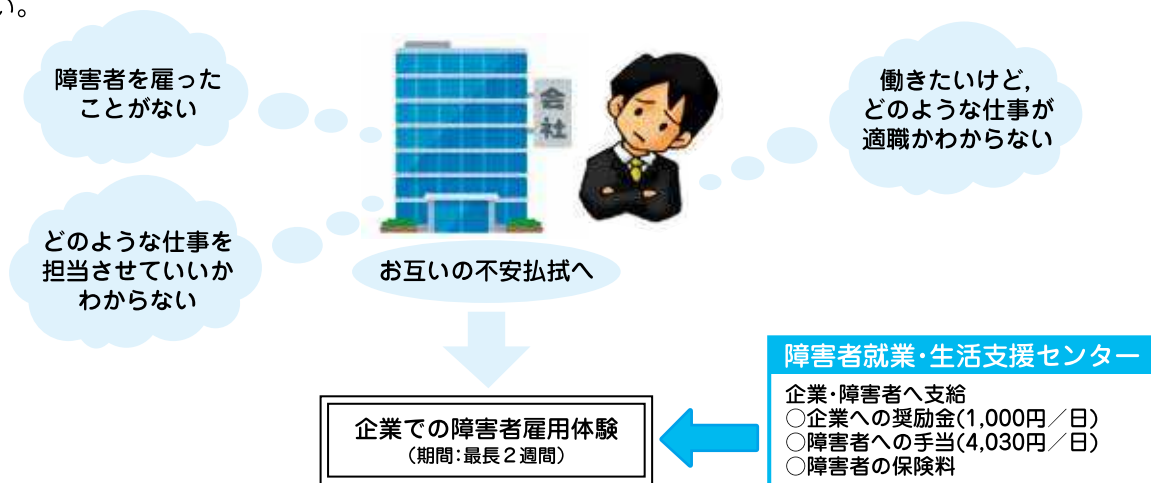 い。
障害者を雇った
ことがない
どのような仕事を
担当させていいか
わからない
会社
働きたいけど，
どのような仕事が
適職かわからない
お互いの不安払拭へ
企業での障害者雇用体験
（期間：最長２週間）
障害者就業・生活支援センター
企業・障害者へ支給
○企業への奨励金(1,000円／日)
○障害者への手当(4,030円／日)
○障害者の保険料